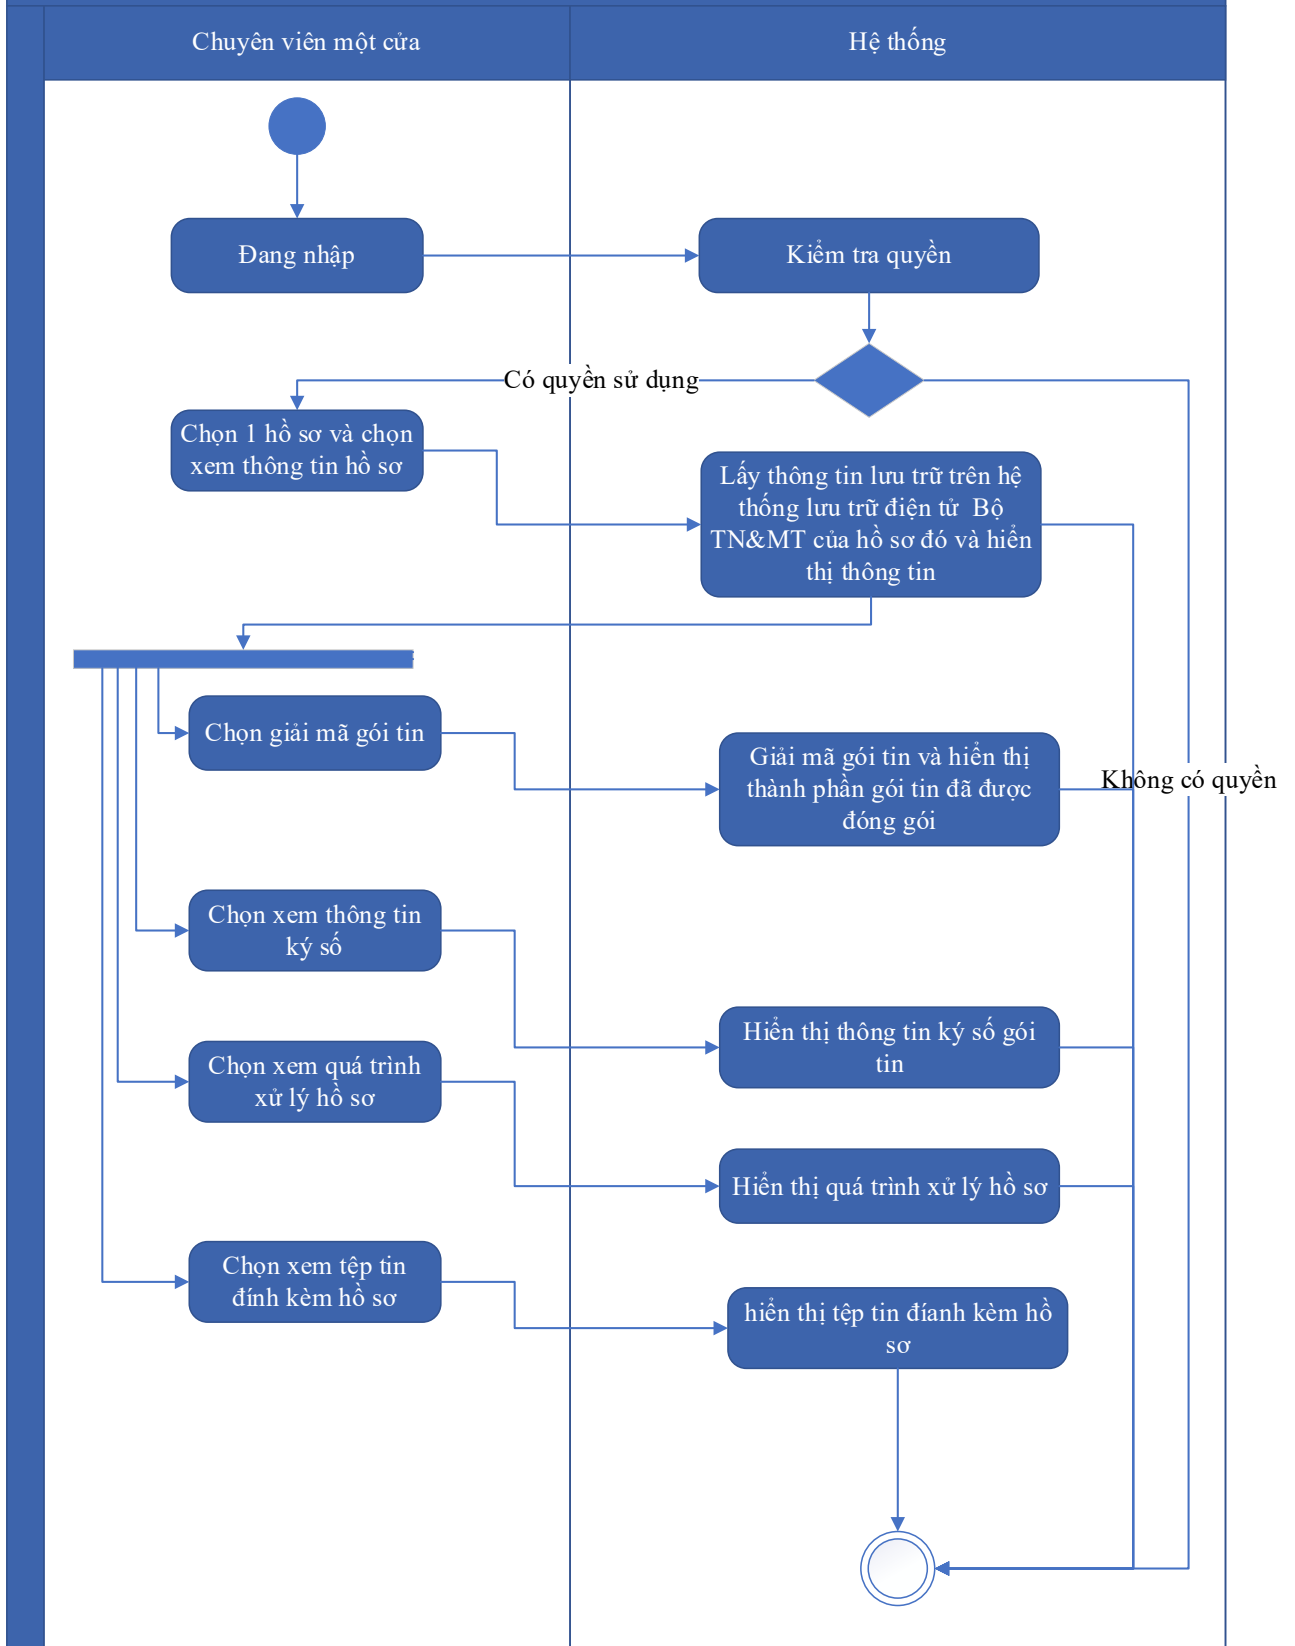 Chuyên viên một cửa
Hệ thống
Đang nhập
Kiểm tra quyền
Có quyền sử dụng
Chọn 1 hồ sơ và chọn
xem thông tin hồ sơ
Lấy thông tin lưu trữ trên hệ
thống lưu trữ điện tử  Bộ
TN&MT của hồ sơ đó và hiển
thị thông tin
Chọn giải mã gói tin
Giải mã gói tin và hiển thị
thành phần gói tin đã được
đóng gói
Không có quyền
Chọn xem thông tin
ký số
Hiển thị thông tin ký số gói
tin
Chọn xem quá trình
xử lý hồ sơ
Hiển thị quá trình xử lý hồ sơ
Chọn xem tệp tin
đính kèm hồ sơ
hiển thị tệp tin đíanh kèm hồ
sơ